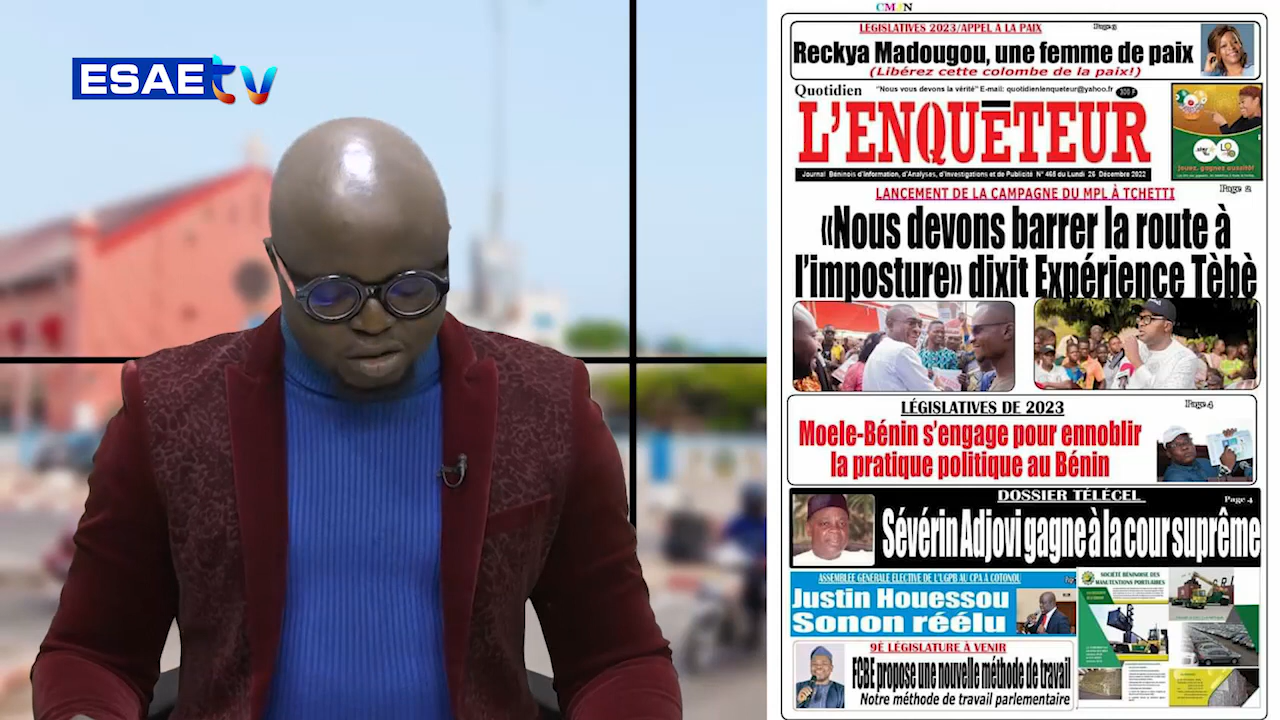 ESAE tv
CMJN
LÉGISLATIVES 2023/APPEL À LA PAIX
Page 3
Reckya Madougou, une femme de paix
(Libérez cette colombe de la paix!)
Quotidien
"Nous vous devons la vérité" E-mail: quotidienlenqueteur@yahoo.fr
300 F
L'ENQUÊTEUR
Journal Béninois d'Information, d'Analyses, d'Investigations et de Publicité N° 468 du Lundi 26 Décembre 2022
LANCEMENT DE LA CAMPAGNE DU MPL À TCHETTI
Page 2
«Nous devons barrer la route à
l'imposture» dixit Expérience Tèbè
LÉGISLATIVES DE 2023
Page 4
Moele-Bénin s'engage pour ennoblir
la pratique politique au Bénin
DOSSIER TÉLÉCEL
Page 4
Sévérin Adjovi gagne à la cour suprême
ASSEMBLÉE GÉNÉRALE ÉLECTIVE DE L'LGPB AU CPA À COTONOU
Justin Houessou
Sonon réélu
SOCIÉTÉ BÉNINOISE DES
MANUTENTIONS PORTUAIRES
9È LÉGISLATURE À VENIR
FCBE propose une nouvelle méthode de travail
Notre méthode de travail parlementaire